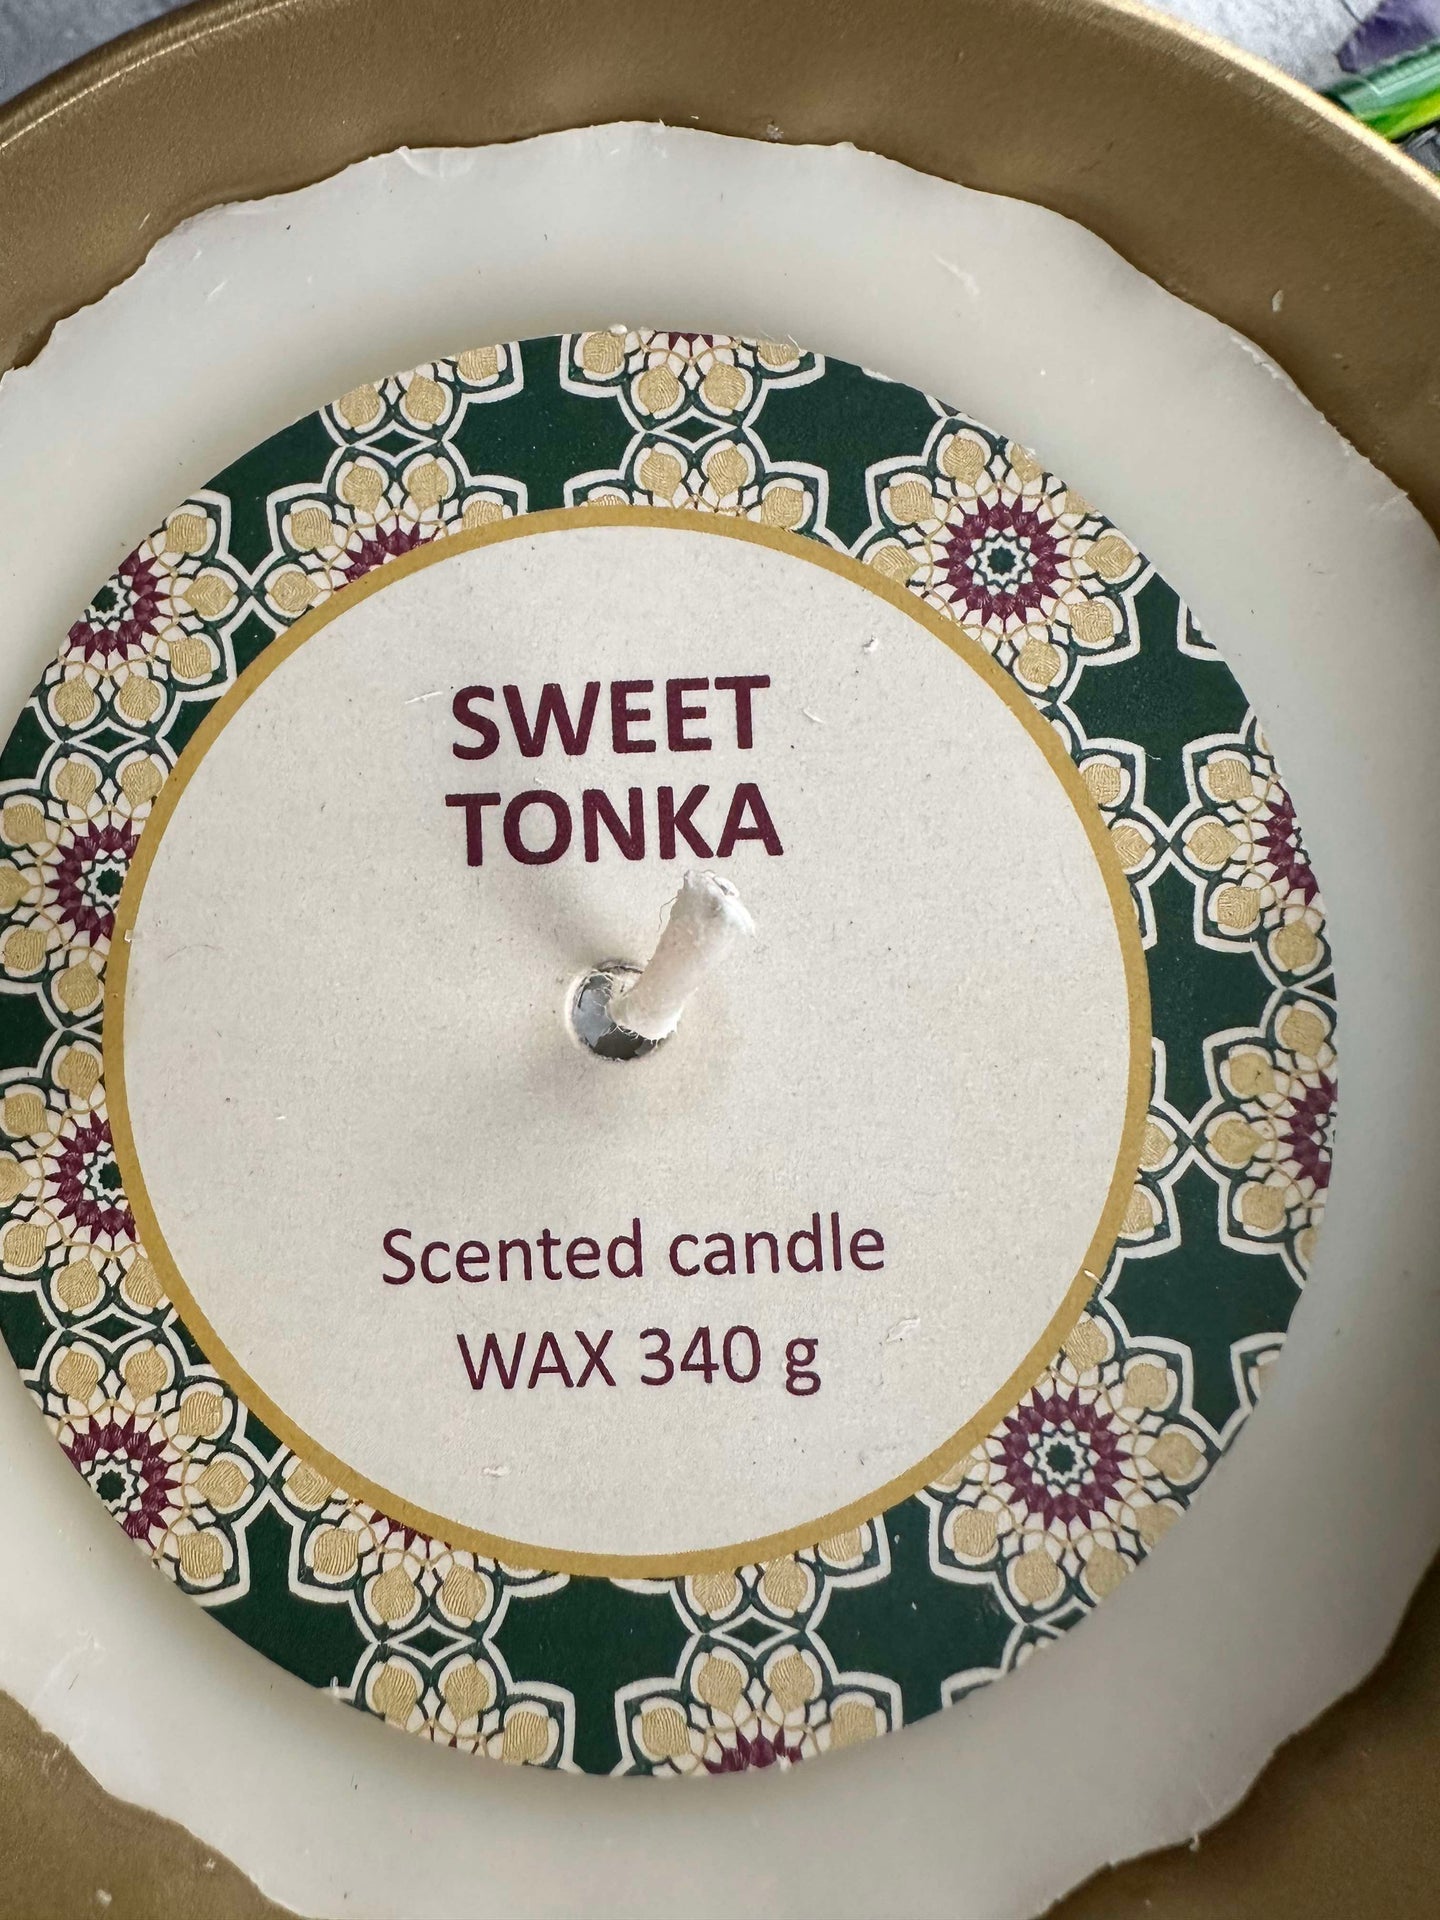 SWEET
TONKA
Scented candle
WAX 340 g